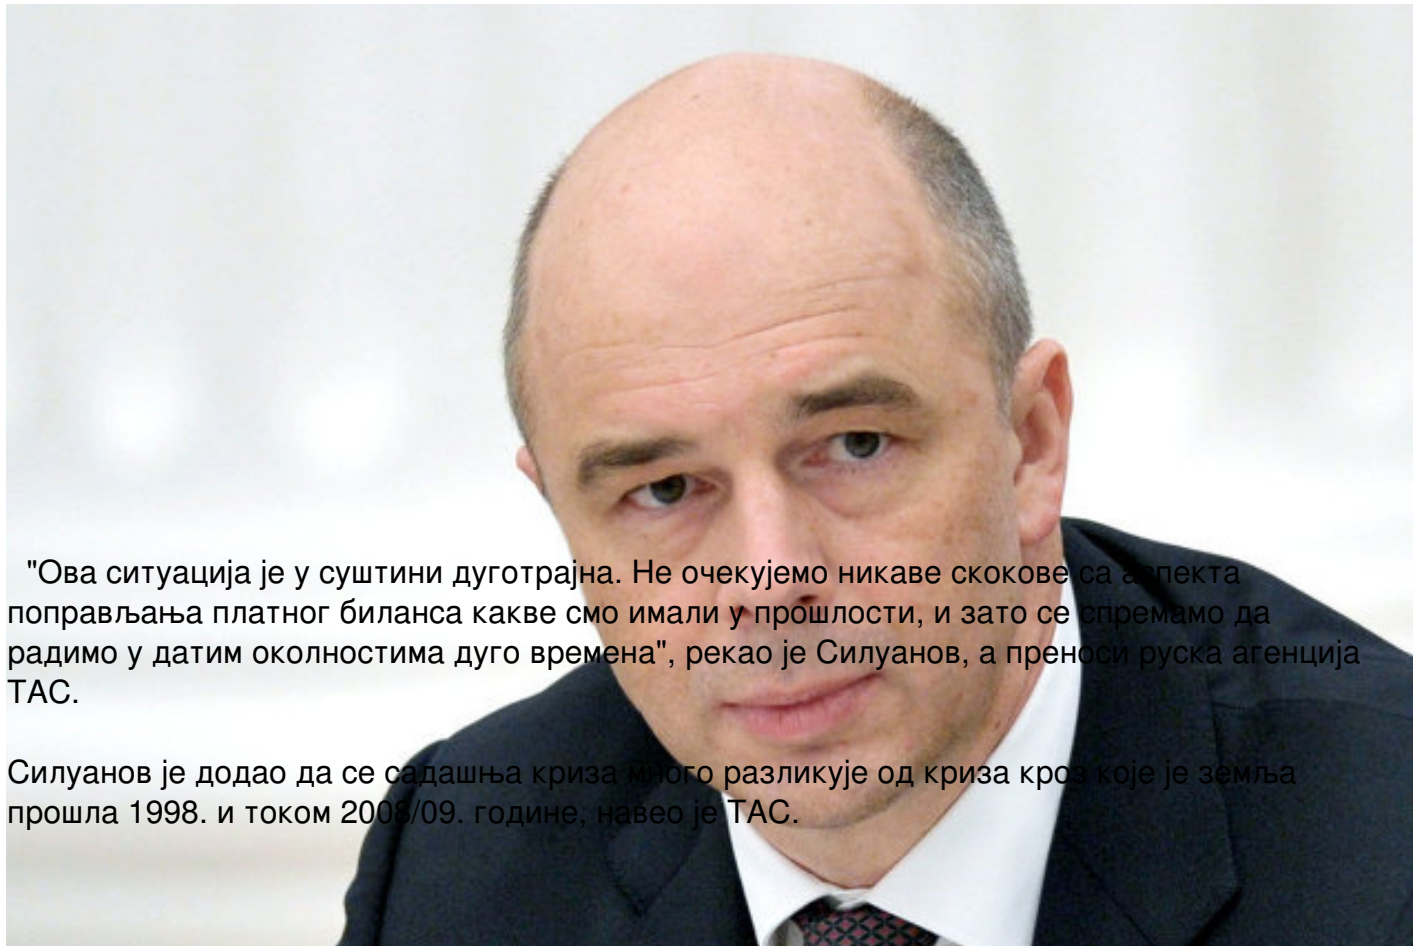 "Ова ситуација је у суштини дуготрајна. Не очекујемо никаве скокове са аспекта
поправљања платног биланса какве смо имали у прошлости, и зато се спремамо да
радимо у датим околностима дуго времена", рекао је Силуанов, а преноси руска агенција
ТАС.
Силуанов је додао да се садашња криза много разликује од криза кроз које је земља
прошла 1998. и током 2008/09. године, навео је ТАС.